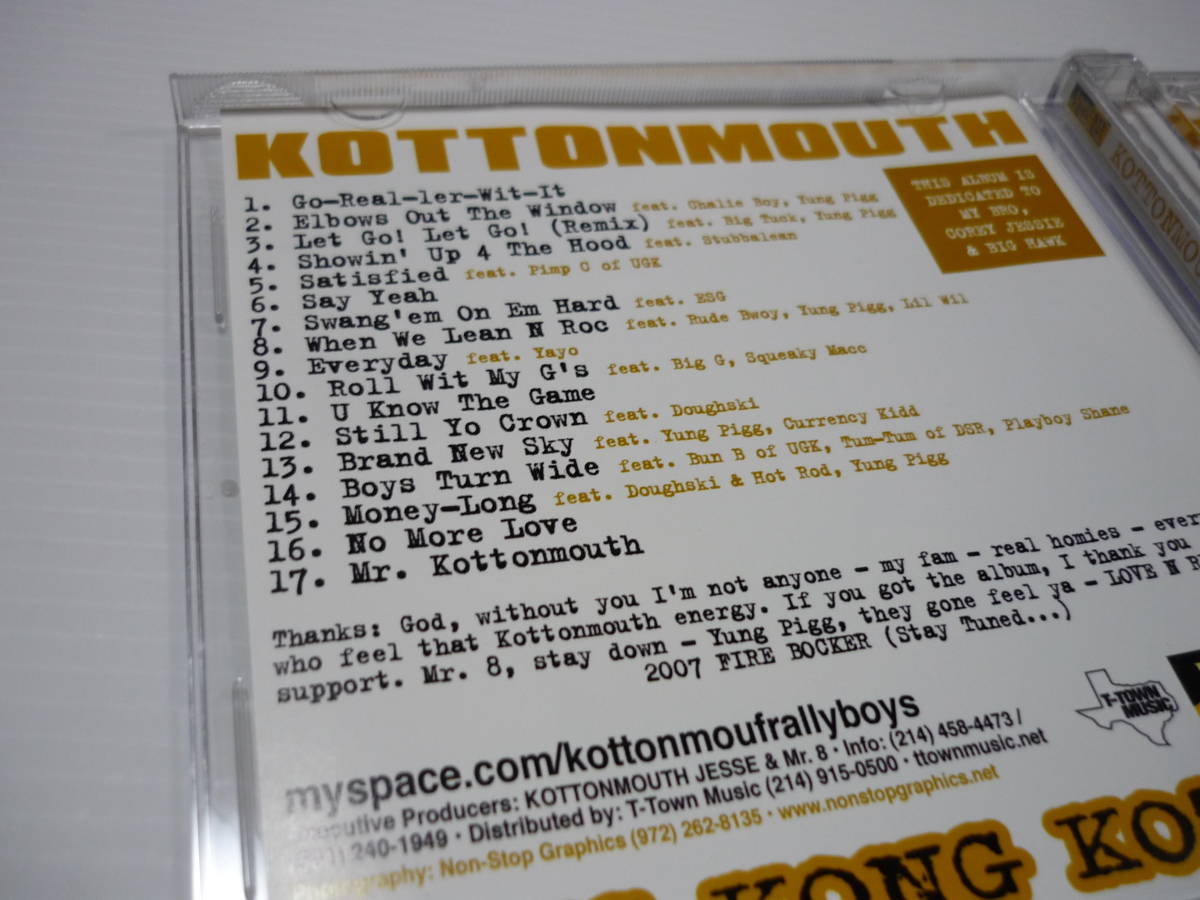 KOTTONMOUTH
1. Go-Real-ler-Wit-It
2. Elbows Out The Window feat. Chalie Boy, Yung Pigg
3. Let Go! Let Go! (Remix) feat. Big Tuck, Yung Pigg
4. Showin' Up 4 The Hood feat. Stubbalean
5. Satisfied feat. Pimp C of UGK
6. Say Yeah
7. Swang'em On Em Hard feat. ESG
8. When We Lean N Roc feat. Rude Bwoy, Yung Pigg, Lil Wil
9. Everyday feat. Yayo
10. Roll Wit My G's feat. Big G, Squeaky Macc
11. U Know The Game
12. Still Yo Crown feat. Doughski
13. Brand New Sky feat. Yung Pigg, Currency Kidd
14. Boys Turn Wide feat. Bun B of UGK, Tum-Tum of DSR, Playboy Shane
15. Money-Long feat. Doughski & Hot Rod, Yung Pigg
16. No More Love
17. Mr. Kottonmouth
THIS ALBUM IS
DEDICATED TO
MY BRO,
COREY JESSIE
& BIG HAWK
KOTTONMOU
Thanks: God, without you I'm not anyone - my fam - real homies - ever
who feel that Kottonmouth energy. If you got the album, I thank you
support. Mr. 8, stay down - Yung Pigg, they gone feel ya - LOVE N R
2007 FIRE BOCKER (Stay Tuned...)
T-TOWN
MUSIC
myspace.com/kottonmoufrallyboys
Executive Producers: KOTTONMOUTH JESSE & Mr. 8 • Info: (214) 458-4473 /
240-1949 • Distributed by: T-Town Music (214) 915-0500 • ttownmusic.net
Photography: Non-Stop Graphics (972) 262-8135 • www.nonstopgraphics.net
KONG KO